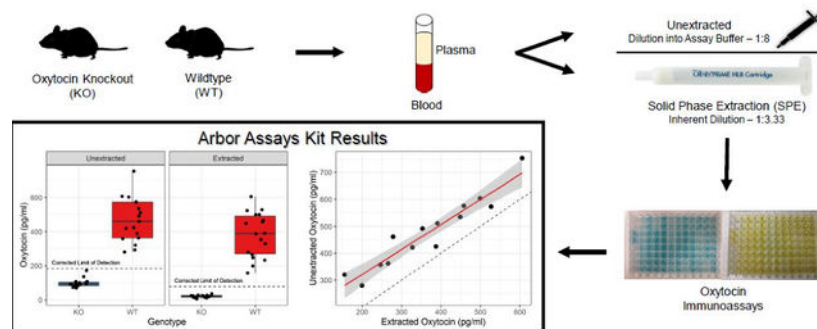 Oxytocin Knockout
(KO)
Wildtype
(WT)
Plasma
Blood
Unextracted
Dilution into Assay Buffer – 1:8
Solid Phase Extraction (SPE)
Inherent Dilution – 1:3.33
Oxytocin
Immunoassays
Arbor Assays Kit Results
Unextracted
Extracted
Oxytocin (pg/ml)
600
400
200
0
Corrected Limit of Detection
Corrected Limit of Detection
KO
WT
KO
WT
Genotype
Unextracted Oxytocin (pg/ml)
700
600
500
400
300
200
300
400
500
600
Extracted Oxytocin (pg/ml)